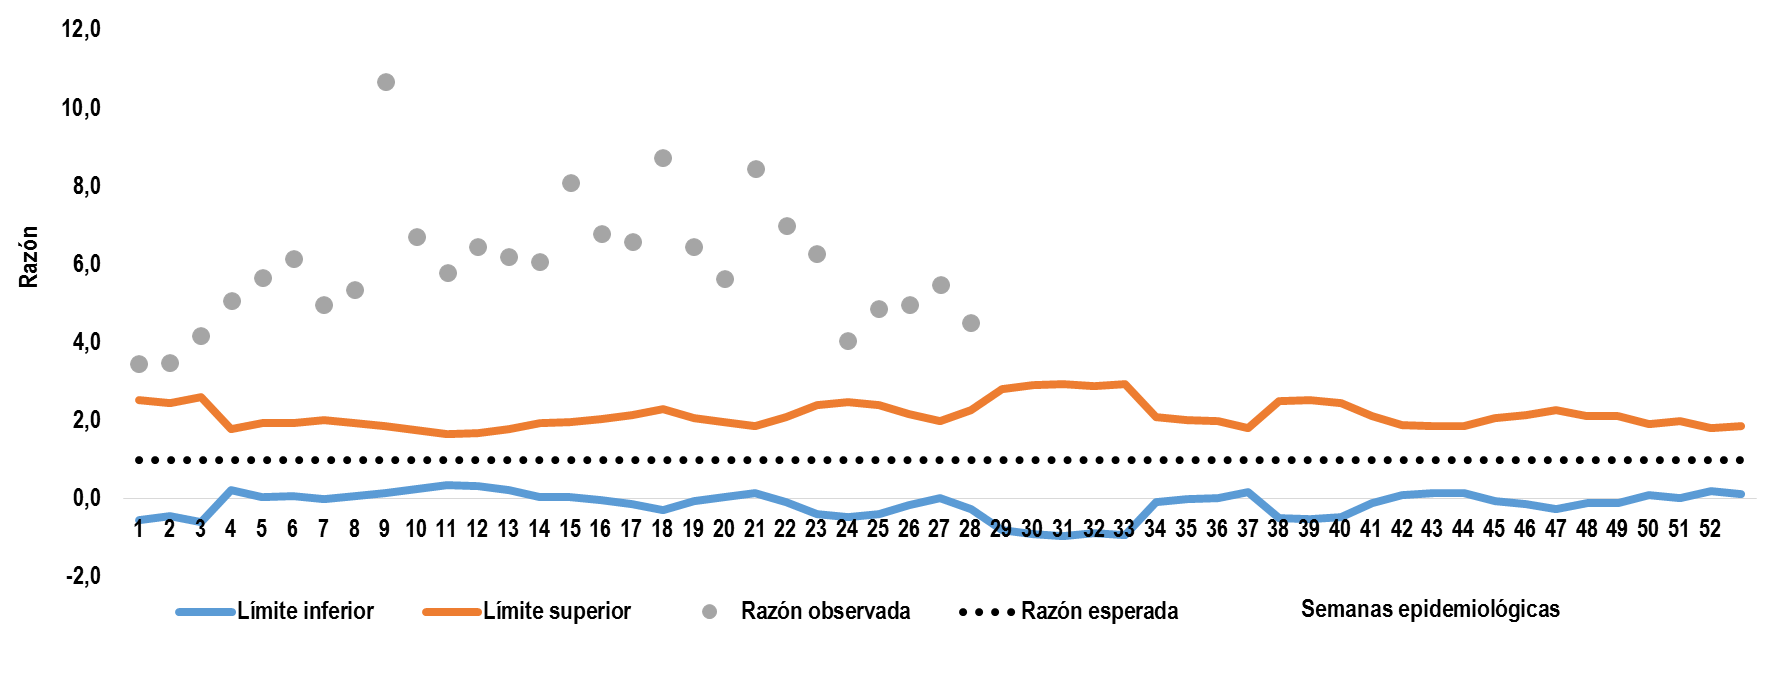 12,0
10,0
8,0
6,0
4,0
2,0
0,0
-2,0
Razón
1 2 3 4 5 6 7 8 9 10 11 12 13 14 15 16 17 18 19 20 21 22 23 24 25 26 27 28 29 30 31 32 33 34 35 36 37 38 39 40 41 42 43 44 45 46 47 48 49 50 51 52
Límite inferior Límite superior Razón observada Razón esperada Semanas epidemiológicas